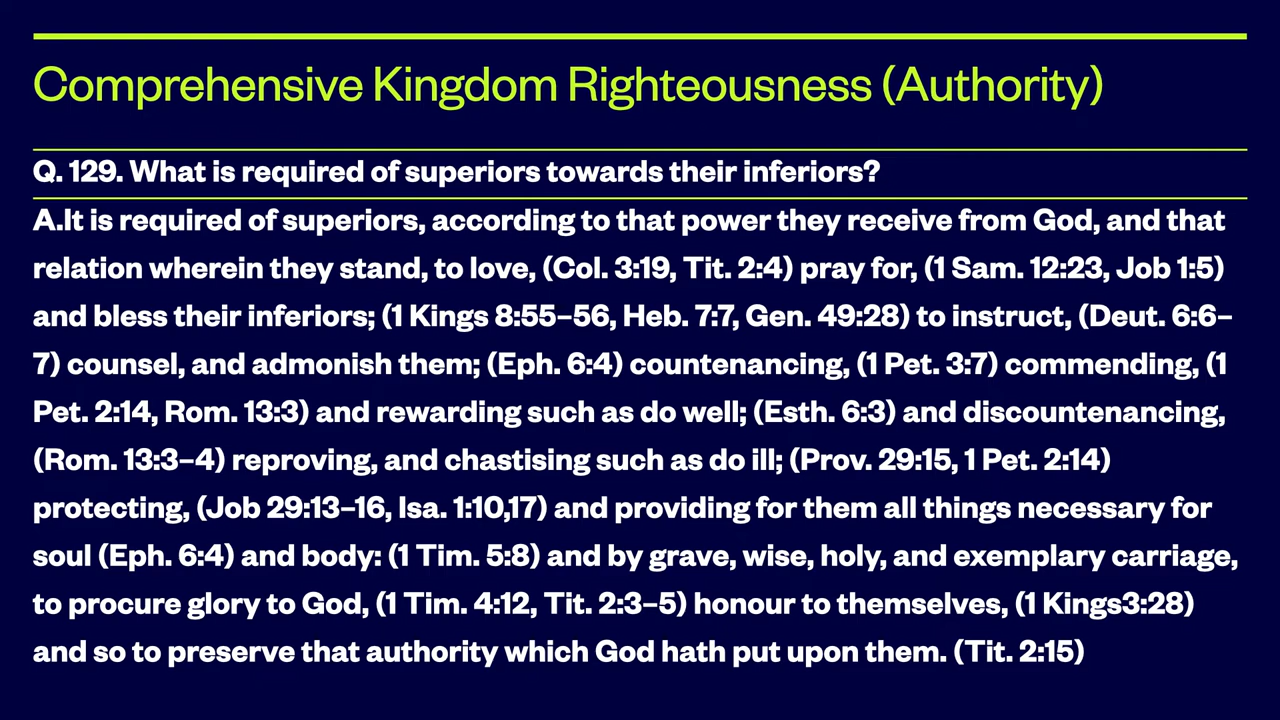 Comprehensive Kingdom Righteousness (Authority)
Q. 129. What is required of superiors towards their inferiors?
A.It is required of superiors, according to that power they receive from God, and that
relation wherein they stand, to love, (Col. 3:19, Tit. 2:4) pray for, (1 Sam. 12:23, Job 1:5)
and bless their inferiors; (1 Kings 8:55–56, Heb. 7:7, Gen. 49:28) to instruct, (Deut. 6:6–
7) counsel, and admonish them; (Eph. 6:4) countenancing, (1 Pet. 3:7) commending, (1
Pet. 2:14, Rom. 13:3) and rewarding such as do well; (Esth. 6:3) and discountenancing,
(Rom. 13:3–4) reproving, and chastising such as do ill; (Prov. 29:15, 1 Pet. 2:14)
protecting, (Job 29:13–16, Isa. 1:10,17) and providing for them all things necessary for
soul (Eph. 6:4) and body: (1 Tim. 5:8) and by grave, wise, holy, and exemplary carriage,
to procure glory to God, (1 Tim. 4:12, Tit. 2:3–5) honour to themselves, (1 Kings3:28)
and so to preserve that authority which God hath put upon them. (Tit. 2:15)